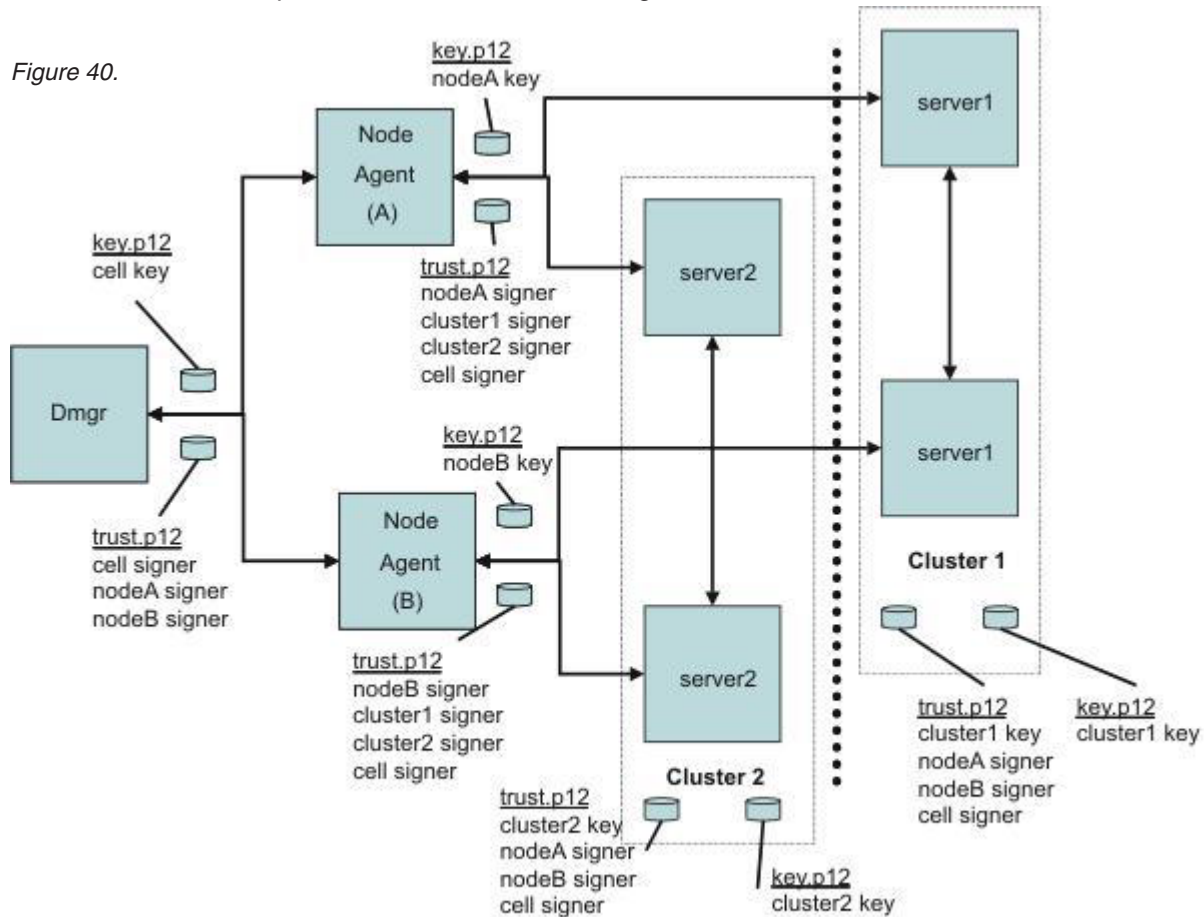 Figure 40.
key.p12
nodeA key
server1
Node
Agent
(A)
key.p12
cell key
trust.p12
nodeA signer
cluster1 signer
cluster2 signer
cell signer
server2
Dmgr
key.p12
nodeB key
server1
trust.p12
cell signer
nodeA signer
nodeB signer
Node
Agent
(B)
Cluster 1
trust.p12
nodeB signer
cluster1 signer
cluster2 signer
cell signer
server2
trust.p12
cluster1 key
nodeA signer
nodeB signer
cell signer
key.p12
cluster1 key
Cluster 2
trust.p12
cluster2 key
nodeA signer
nodeB signer
cell signer
key.p12
cluster2 key